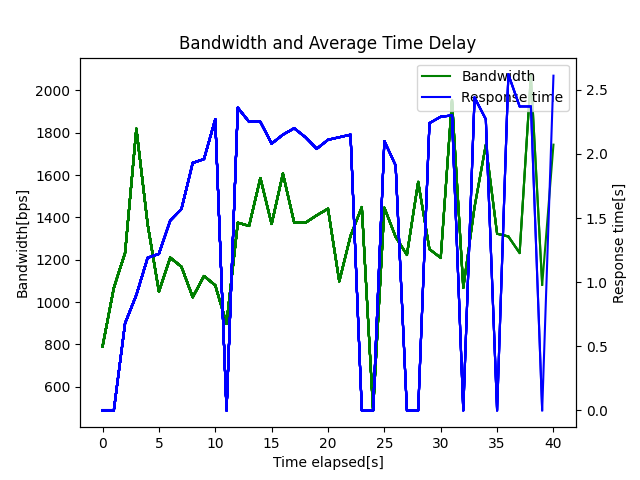 Bandwidth and Average Time Delay
Bandwidth
Response time
2000
1800
1600
1400
1200
1000
800
600
Bandwidth[bps]
2.5
2.0
1.5
1.0
0.5
0.0
Response time[s]
0 5 10 15 20 25 30 35 40
Time elapsed[s]